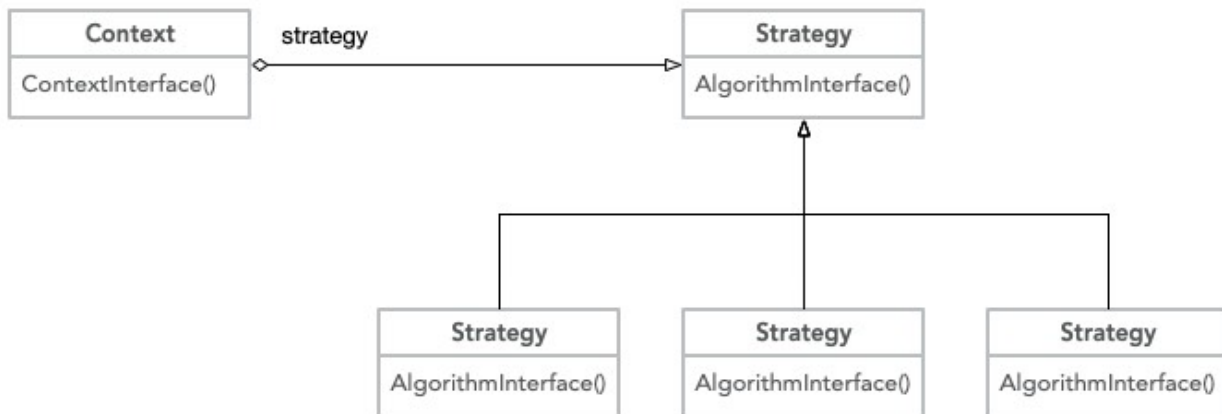 Context
ContextInterface()
strategy
Strategy
AlgorithmInterface()
Strategy
AlgorithmInterface()
Strategy
AlgorithmInterface()
Strategy
AlgorithmInterface()